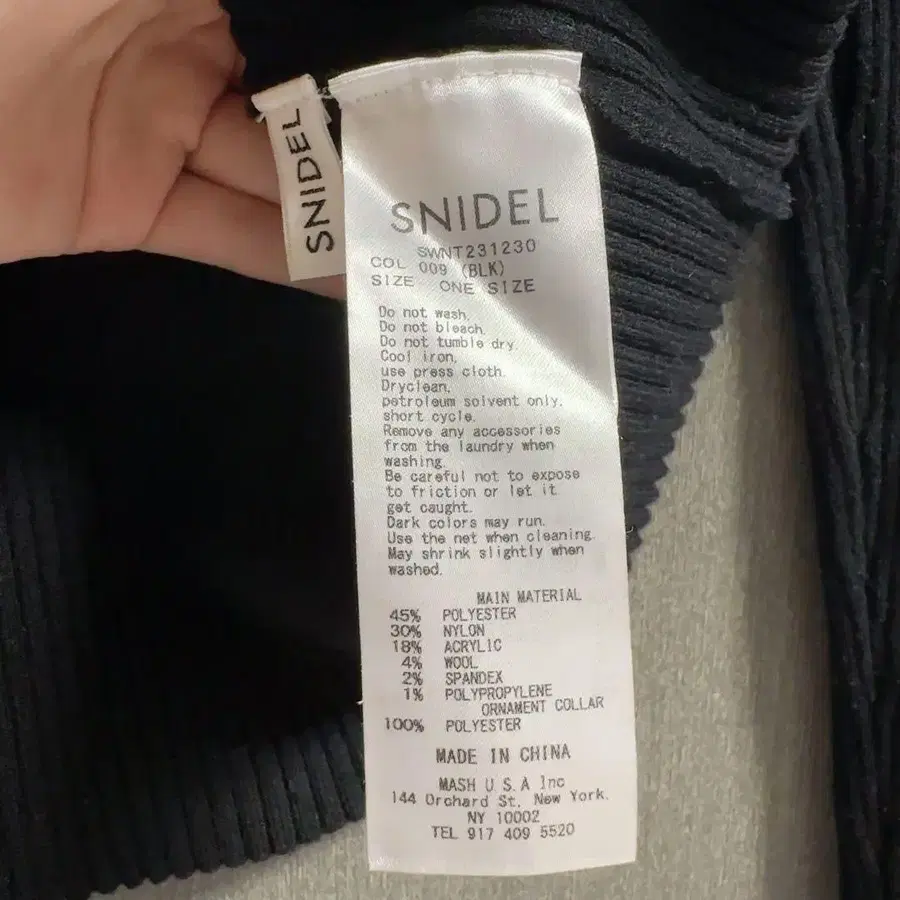 SNIDEL
SNIDEL
SWNT231230
COL 009 (BLK)
SIZE ONE SIZE
Do not wash.
Do not bleach.
Do not tumble dry.
Cool iron.
use press cloth.
Dryclean.
petroleum solvent only.
short cycle.
Remove any accessories
from the laundry when
washing.
Be careful not to expose
to friction or let it
get caught.
Dark colors may run.
Use the net when cleaning.
May shrink slightly when
washed.
MAIN MATERIAL
45% POLYESTER
30% NYLON
18% ACRYLIC
4% WOOL
2% SPANDEX
1% POLYPROPYLENE
ORNAMENT COLLAR
100% POLYESTER
MADE IN CHINA
MASH U.S.A Inc
144 Orchard St, New York.
NY 10002
TEL 917 409 5520